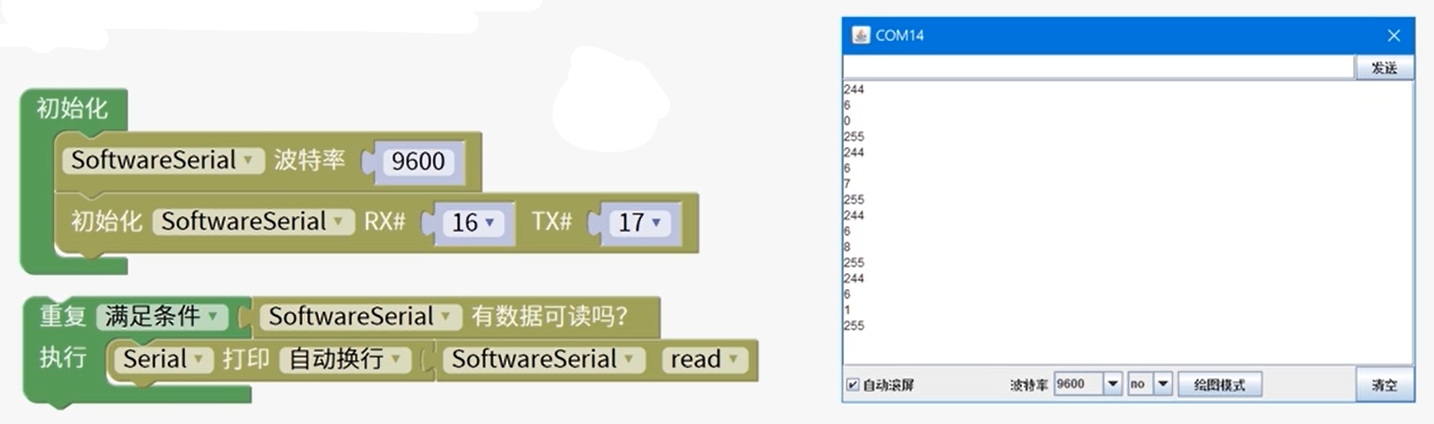 初始化
SoftwareSerial 波特率 9600
初始化 SoftwareSerial RX# 16 TX# 17
重复 满足条件 SoftwareSerial 有数据可读吗?
执行 Serial 打印 自动换行 SoftwareSerial read
COM14
发送
244
6
0
255
244
6
7
255
244
6
8
255
244
6
1
255
自动滚屏 波特率 9600 no 绘图模式 清空